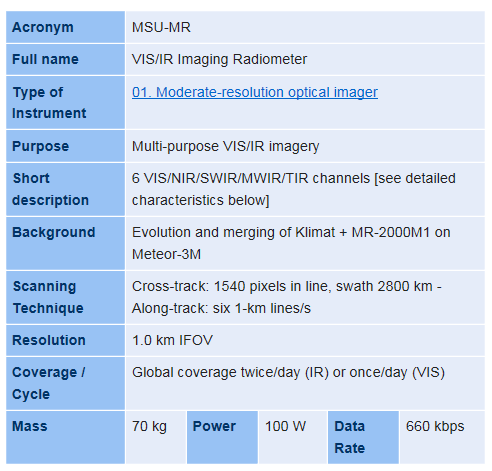 Acronym MSU-MR
Full name VIS/IR Imaging Radiometer
Type of 01. Moderate-resolution optical imager
Instrument
Purpose Multi-purpose VIS/IR imagery
Short 6 VIS/NIR/SWIR/MWIR/TIR channels [see detailed
description characteristics below]
Background Evolution and merging of Klimat + MR-2000M1 on
Meteor-3M
Scanning Cross-track: 1540 pixels in line, swath 2800 km -
Technique Along-track: six 1-km lines/s
Resolution 1.0 km IFOV
Coverage / Global coverage twice/day (IR) or once/day (VIS)
Cycle
Mass 70 kg Power 100 W Data 660 kbps
Rate